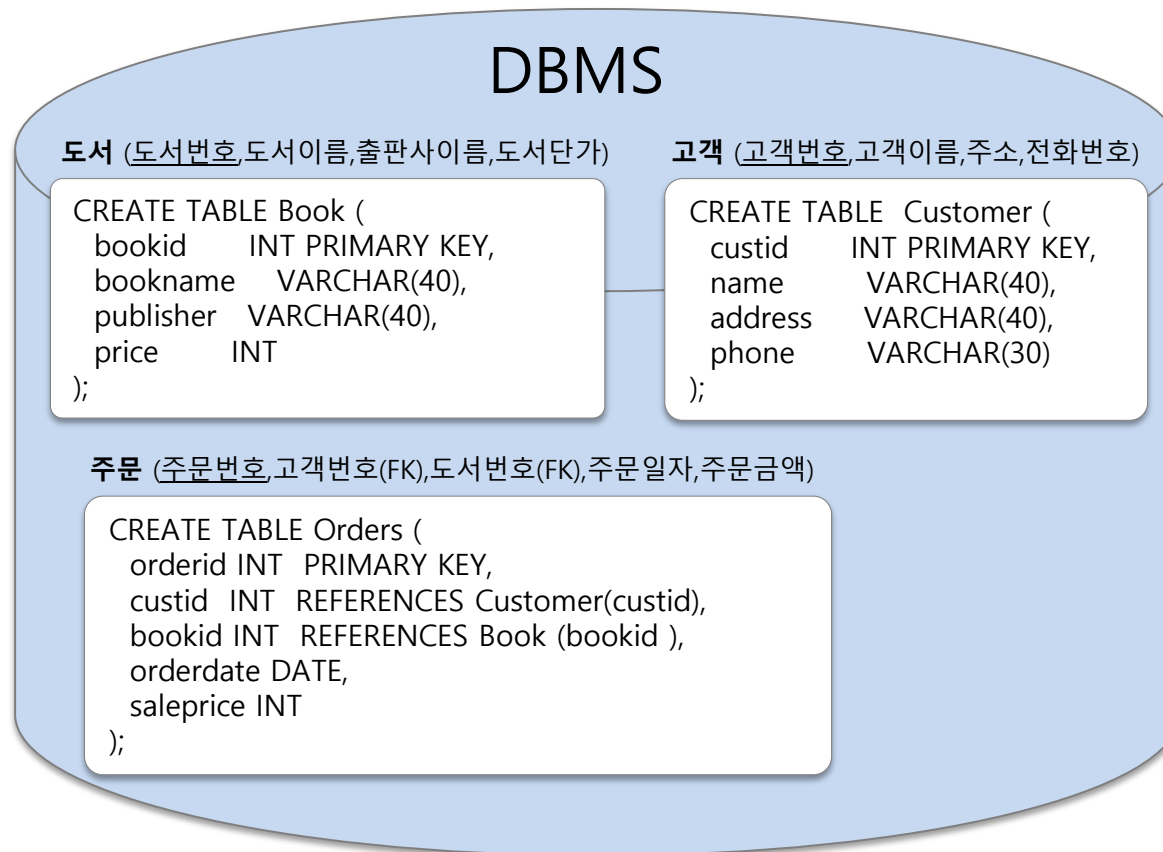 DBMS
도서 (도서번호,도서이름,출판사이름,도서단가)
CREATE TABLE Book (
bookid INT PRIMARY KEY,
bookname VARCHAR(40),
publisher VARCHAR(40),
price INT
);
고객 (고객번호,고객이름,주소,전화번호)
CREATE TABLE Customer (
custid INT PRIMARY KEY,
name VARCHAR(40),
address VARCHAR(40),
phone VARCHAR(30)
);
주문 (주문번호,고객번호(FK),도서번호(FK),주문일자,주문금액)
CREATE TABLE Orders (
orderid INT PRIMARY KEY,
custid INT REFERENCES Customer(custid),
bookid INT REFERENCES Book (bookid ),
orderdate DATE,
saleprice INT
);